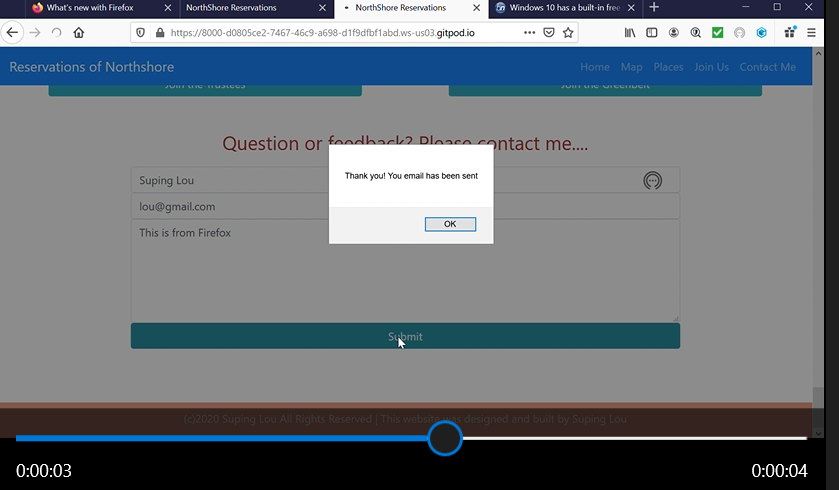 What's new with Firefox
NorthShore Reservations
NorthShore Reservations
Windows 10 has a built-in free
https://8000-d0805ce2-7467-46c9-a698-d1f9dfbf1abd.ws-us03.gitpod.io
Reservations of Northshore
Home Map Places Join Us Contact Me
Join the Trustees
Join the Greenbelt
Question or feedback? Please contact me....
Thank you! You email has been sent
OK
Suping Lou
lou@gmail.com
This is from Firefox
Submit
(c)2020 Suping Lou All Rights Reserved | This website was designed and built by Suping Lou
0:00:03
0:00:04